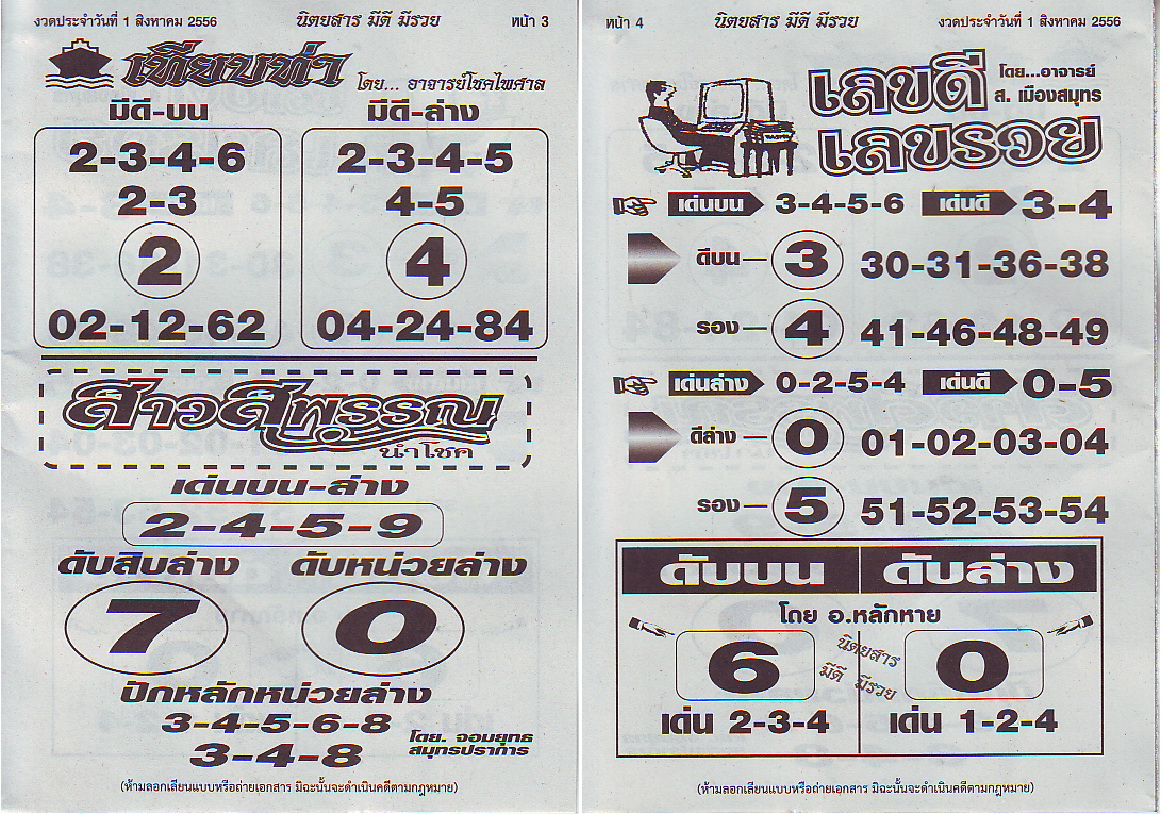 งวดประจำวันที่ 1 สิงหาคม 2556 นิตยสาร มีดี มีรวย หน้า 3
เทียบท่า
โดย... อาจารย์โชคไพศาล
มีดี-บน มีดี-ล่าง
2-3-4-6 2-3-4-5
2-3 4-5
2 4
02-12-62 04-24-84
สาวสุพรรณ
นำโชค
เด่นบน-ล่าง
2-4-5-9
ดับสิบล่าง ดับหน่วยล่าง
7 0
ปักหลักหน่วยล่าง
3-4-5-6-8
3-4-8
โดย. จอมยุทธ
สมุทรปราการ
(ห้ามลอกเลียนแบบหรือถ่ายเอกสาร มิฉะนั้นจะดำเนินคดีตามกฎหมาย)
หน้า 4 นิตยสาร มีดี มีรวย งวดประจำวันที่ 1 สิงหาคม 2556
เลขดี
เลขรวย
โดย...อาจารย์
ส. เมืองสมุทร
เด่นบน 3-4-5-6 เด่นดี 3-4
ดีบน — 3 30-31-36-38
รอง — 4 41-46-48-49
เด่นล่าง 0-2-5-4 เด่นดี 0-5
ดีล่าง — 0 01-02-03-04
รอง — 5 51-52-53-54
ดับบน ดับล่าง
โดย อ.หลักหาย
6 0
นิตยสาร
มีดี มีรวย
เด่น 2-3-4 เด่น 1-2-4
(ห้ามลอกเลียนแบบหรือถ่ายเอกสาร มิฉะนั้นจะดำเนินคดีตามกฎหมาย)